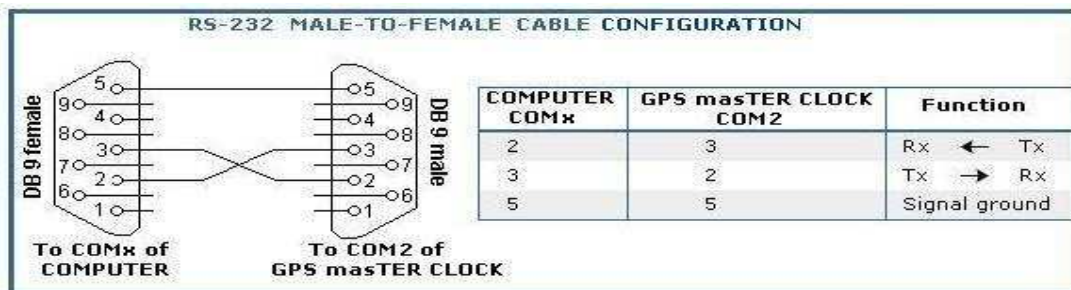 RS-232 MALE-TO-FEMALE CABLE CONFIGURATION
DB 9 female
5
9
4
8
3
7
2
6
1
5
9
4
8
3
7
2
6
1
DB 9 male
To COMx of
COMPUTER
To COM2 of
GPS masTER CLOCK
COMPUTER COMx GPS masTER CLOCK COM2 Function
2 3 Rx ← Tx
3 2 Tx → Rx
5 5 Signal ground